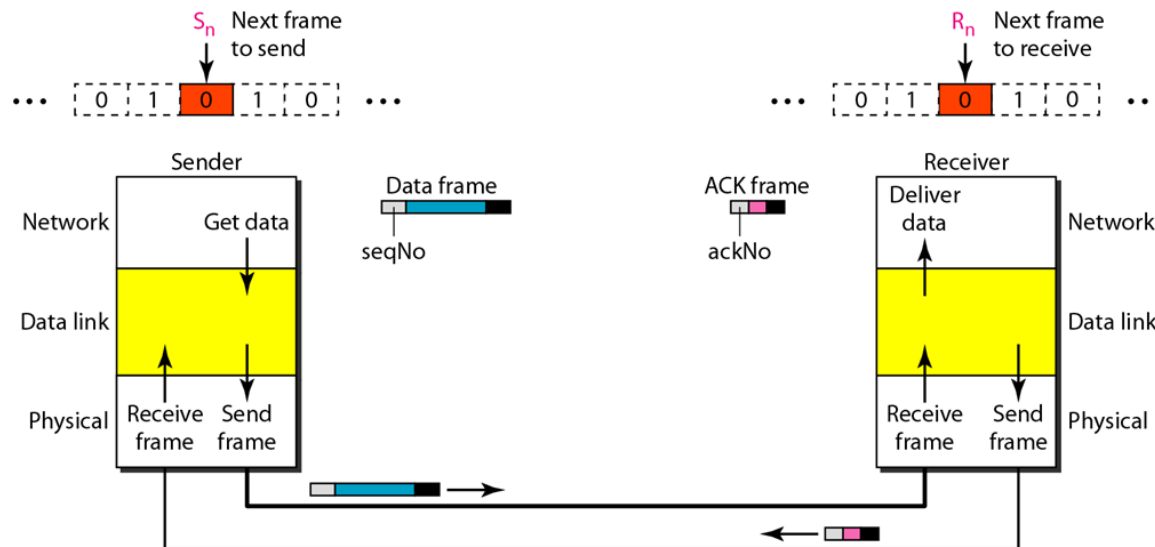 Sn Next frame
to send
Rn Next frame
to receive
••• 0 1 0 1 0 •••
••• 0 1 0 1 0 ••
Sender
Receiver
Network
Get data
Data frame
seqNo
ACK frame
ackNo
Deliver
data
Network
Data link
Data link
Physical
Receive
frame
Send
frame
Receive
frame
Send
frame
Physical